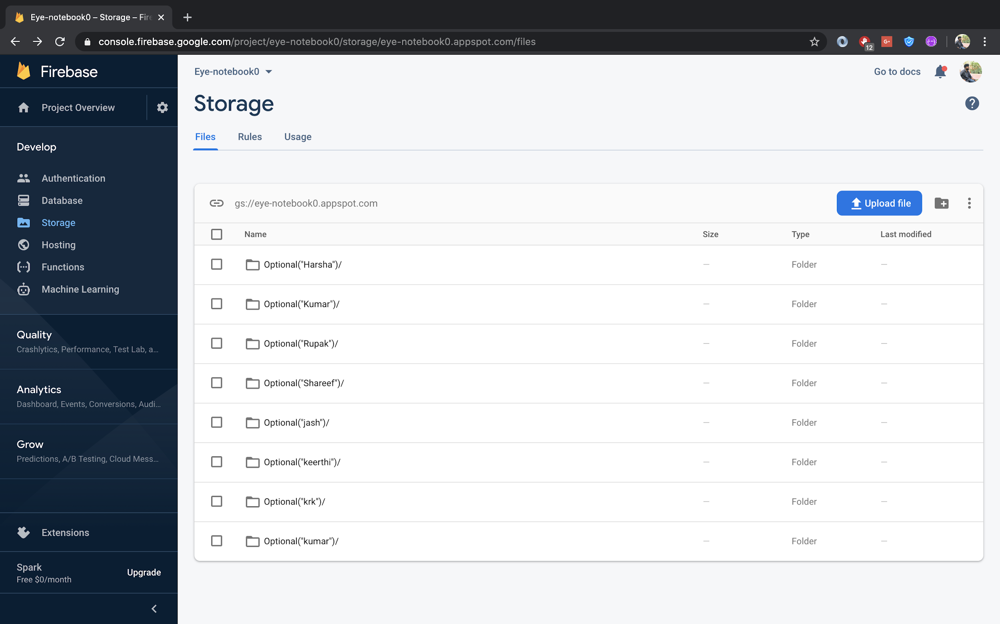 Eye-notebook0 – Storage – Fire
console.firebase.google.com/project/eye-notebook0/storage/eye-notebook0.appspot.com/files
12
G+
Firebase
Eye-notebook0
Go to docs
Project Overview
Storage
Files Rules Usage
Develop
Authentication
Database
Storage
Hosting
Functions
Machine Learning
Quality
Crashlytics, Performance, Test Lab, a...
Analytics
Dashboard, Events, Conversions, Audi...
Grow
Predictions, A/B Testing, Cloud Mess...
Extensions
Spark
Free $0/month
Upgrade
gs://eye-notebook0.appspot.com
Upload file
Name Size Type Last modified
Optional("Harsha")/ — Folder —
Optional("Kumar")/ — Folder —
Optional("Rupak")/ — Folder —
Optional("Shareef")/ — Folder —
Optional("jash")/ — Folder —
Optional("keerthi")/ — Folder —
Optional("krk")/ — Folder —
Optional("kumar")/ — Folder —